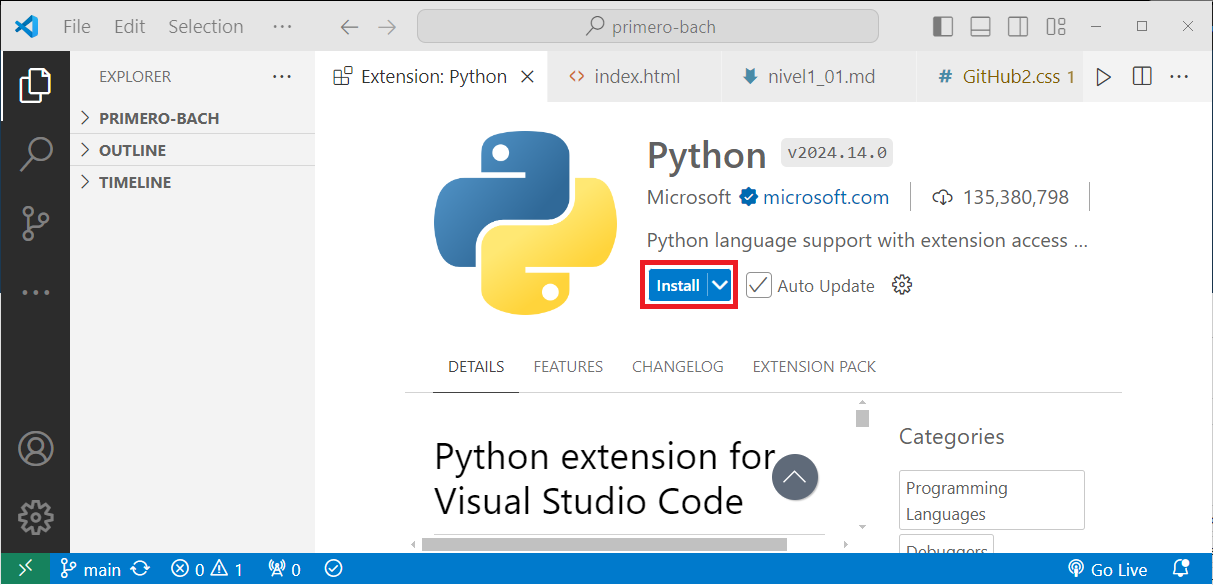 File Edit Selection ··· primero-bach
EXPLORER ···
PRIMERO-BACH
OUTLINE
TIMELINE
Extension: Python index.html nivel1_01.md # GitHub2.css 1 ···
Python v2024.14.0
Microsoft microsoft.com 135,380,798
Python language support with extension access ...
Install Auto Update
DETAILS FEATURES CHANGELOG EXTENSION PACK
Python extension for
Visual Studio Code
Categories
Programming
Languages
Debuggers
main 0 1 0 Go Live